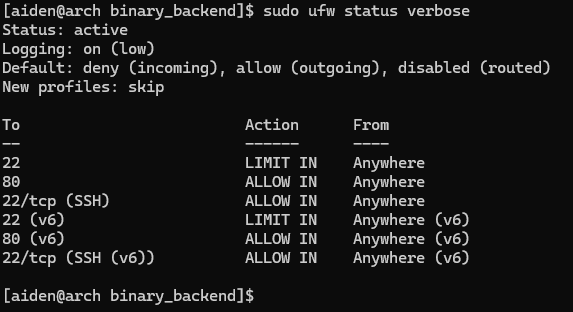 [aiden@arch binary_backend]$ sudo ufw status verbose
Status: active
Logging: on (low)
Default: deny (incoming), allow (outgoing), disabled (routed)
New profiles: skip
To                         Action      From
--                         ------      ----
22                         LIMIT IN    Anywhere
80                         ALLOW IN    Anywhere
22/tcp (SSH)               ALLOW IN    Anywhere
22 (v6)                    LIMIT IN    Anywhere (v6)
80 (v6)                    ALLOW IN    Anywhere (v6)
22/tcp (SSH (v6))          ALLOW IN    Anywhere (v6)
[aiden@arch binary_backend]$